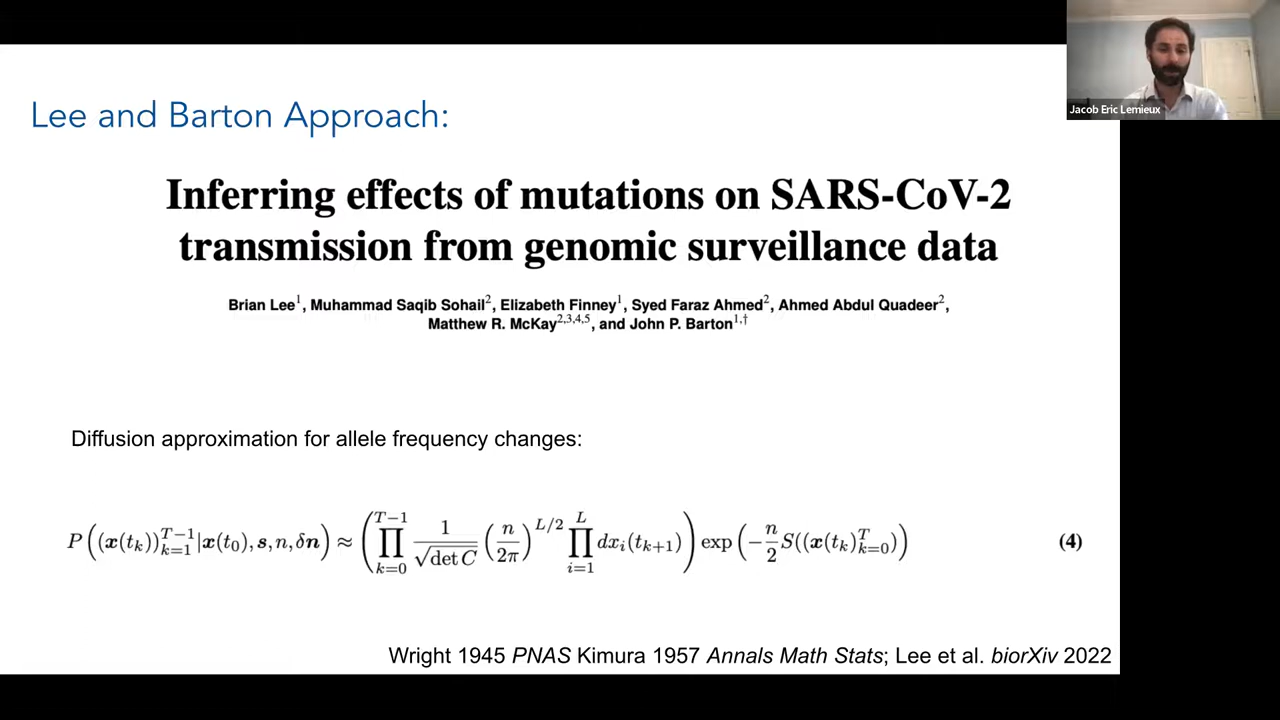 Jacob Eric Lemieux
Lee and Barton Approach:
Inferring effects of mutations on SARS-CoV-2
transmission from genomic surveillance data
Brian Lee¹, Muhammad Saqib Sohail², Elizabeth Finney¹, Syed Faraz Ahmed², Ahmed Abdul Quadeer²,
Matthew R. McKay²,³,⁴,⁵, and John P. Barton¹,†
Diffusion approximation for allele frequency changes:
P((x(t_k))_{k=1}^{T−1}|x(t_0), s, n, δn) ≈ (∏_{k=0}^{T−1} 1/√det C (n/2π)^{L/2} ∏_{i=1}^{L} dx_i(t_{k+1})) exp(−n/2 S((x(t_k)_{k=0}^{T})) (4)
Wright 1945 PNAS Kimura 1957 Annals Math Stats; Lee et al. biorXiv 2022